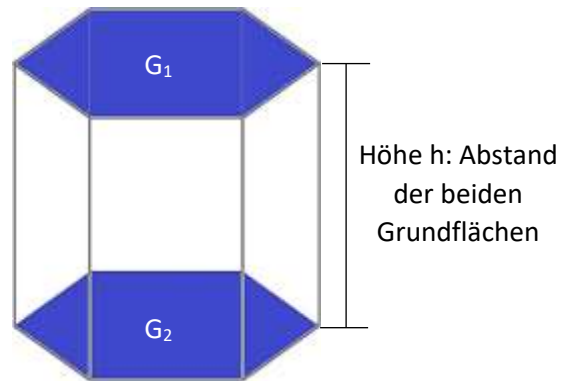 G₁
Höhe h: Abstand
der beiden
Grundflächen
G₂